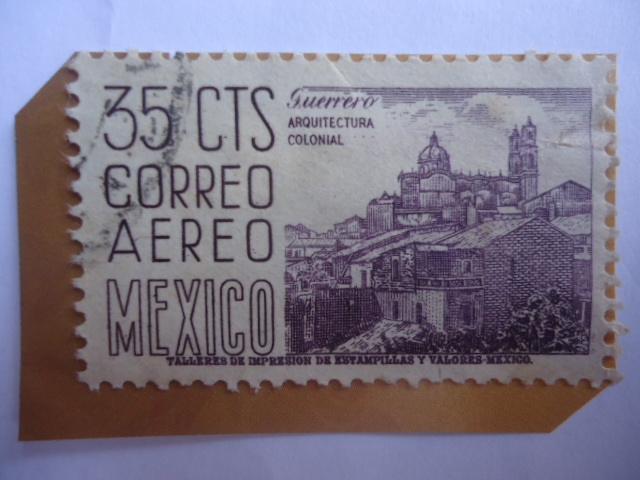 35 CTS
Guerrero
ARQUITECTURA
COLONIAL
CORREO
AEREO
MEXICO
TALLERES DE IMPRESION DE ESTAMPILLAS Y VALORES-MEXICO.